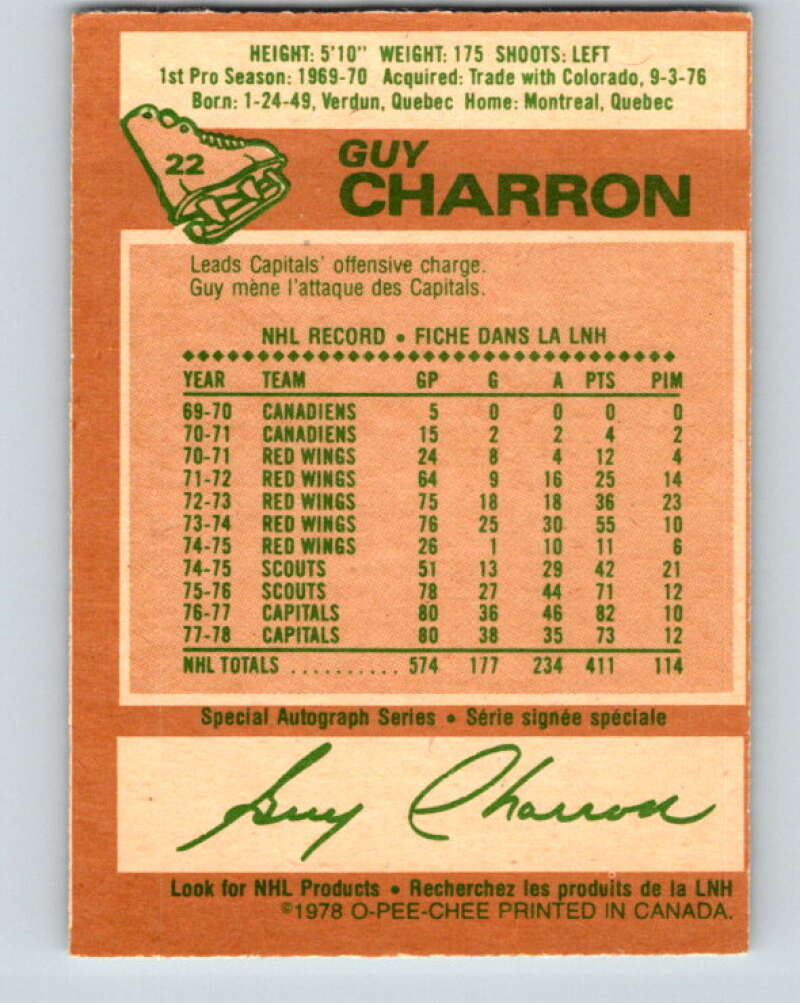 HEIGHT: 5'10" WEIGHT: 175 SHOOTS: LEFT
1st Pro Season: 1969-70 Acquired: Trade with Colorado, 9-3-76
Born: 1-24-49, Verdun, Quebec Home: Montreal, Quebec
22
GUY
CHARRON
Leads Capitals' offensive charge.
Guy mène l'attaque des Capitals.
NHL RECORD • FICHE DANS LA LNH
YEAR TEAM GP G A PTS PIM
69-70 CANADIENS 5 0 0 0 0
70-71 CANADIENS 15 2 2 4 2
70-71 RED WINGS 24 8 4 12 4
71-72 RED WINGS 64 9 16 25 14
72-73 RED WINGS 75 18 18 36 23
73-74 RED WINGS 76 25 30 55 10
74-75 RED WINGS 26 1 10 11 6
74-75 SCOUTS 51 13 29 42 21
75-76 SCOUTS 78 27 44 71 12
76-77 CAPITALS 80 36 46 82 10
77-78 CAPITALS 80 38 35 73 12
NHL TOTALS .......... 574 177 234 411 114
Special Autograph Series • Série signée spéciale
Guy Charron
Look for NHL Products • Recherchez les produits de la LNH
©1978 O-PEE-CHEE PRINTED IN CANADA.